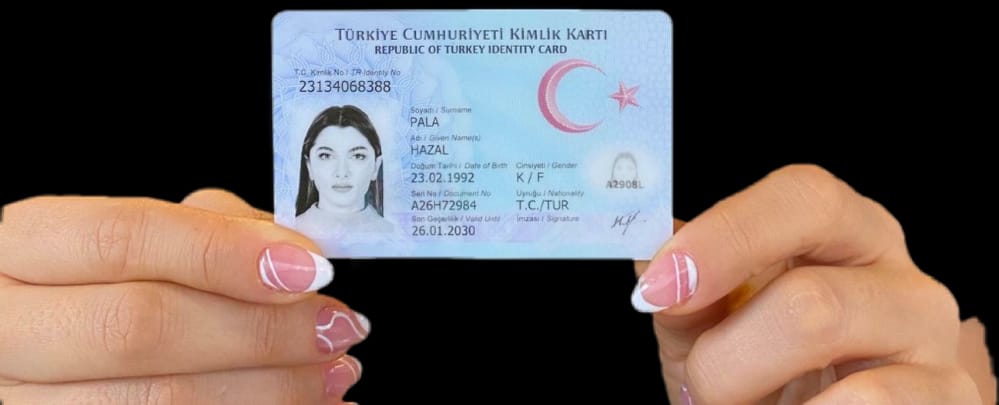 TÜRKİYE CUMHURİYETİ KİMLİK KARTI
REPUBLIC OF TURKEY IDENTITY CARD
T.C. Kimlik No / TR Identity No
23134068388
Soyadı / Surname
PALA
Adı / Given Name(s)
HAZAL
Doğum Tarihi / Date of Birth Cinsiyeti / Gender
23.02.1992 K / F
Seri No / Document No Uyruğu / Nationality
A26H72984 T.C./TUR
Son Geçerlilik / Valid Until İmzası / Signature
26.01.2030